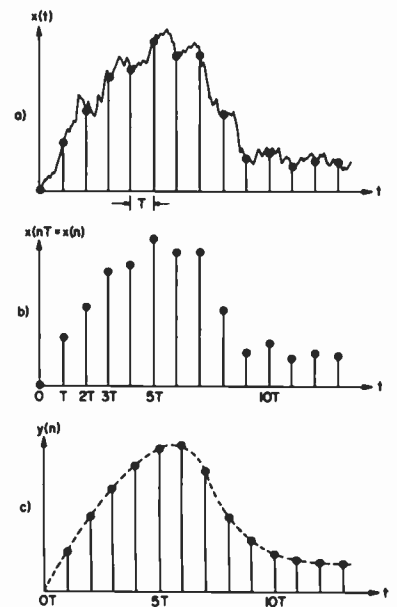 x(t)
a)
T
t
x(nT = x(n)
b)
O T 2T 3T 5T 10T t
y(n)
c)
OT 5T 10T t